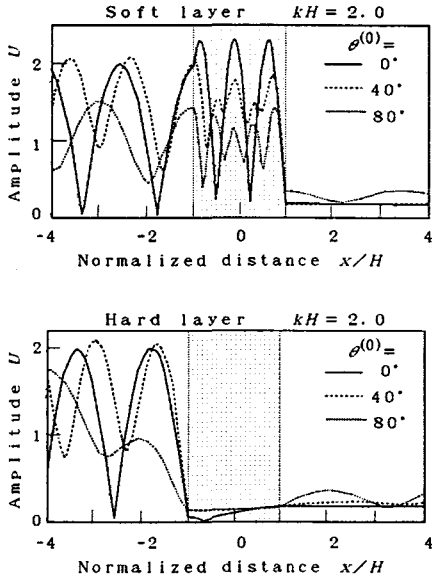 Soft layer kH=2.0
θ(0)=
0°
40°
80°
Amplitude U
2
1
0
-4 -2 0 2 4
Normalized distance x/H
Hard layer kH=2.0
θ(0)=
0°
40°
80°
Amplitude U
2
1
0
-4 -2 0 2 4
Normalized distance x/H